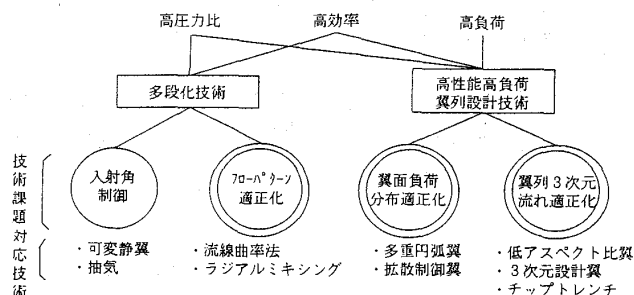 高圧力比
高効率
高負荷
多段化技術
高性能高負荷
翼列設計技術
技術課題
入射角
制御
ﾌﾛｰﾊﾟﾀｰﾝ
適正化
翼面負荷
分布適正化
翼列3次元
流れ適正化
対応技術
・可変静翼
・抽気
・流線曲率法
・ラジアルミキシング
・多重円弧翼
・拡散制御翼
・低アスペクト比翼
・3次元設計翼
・チップトレンチ